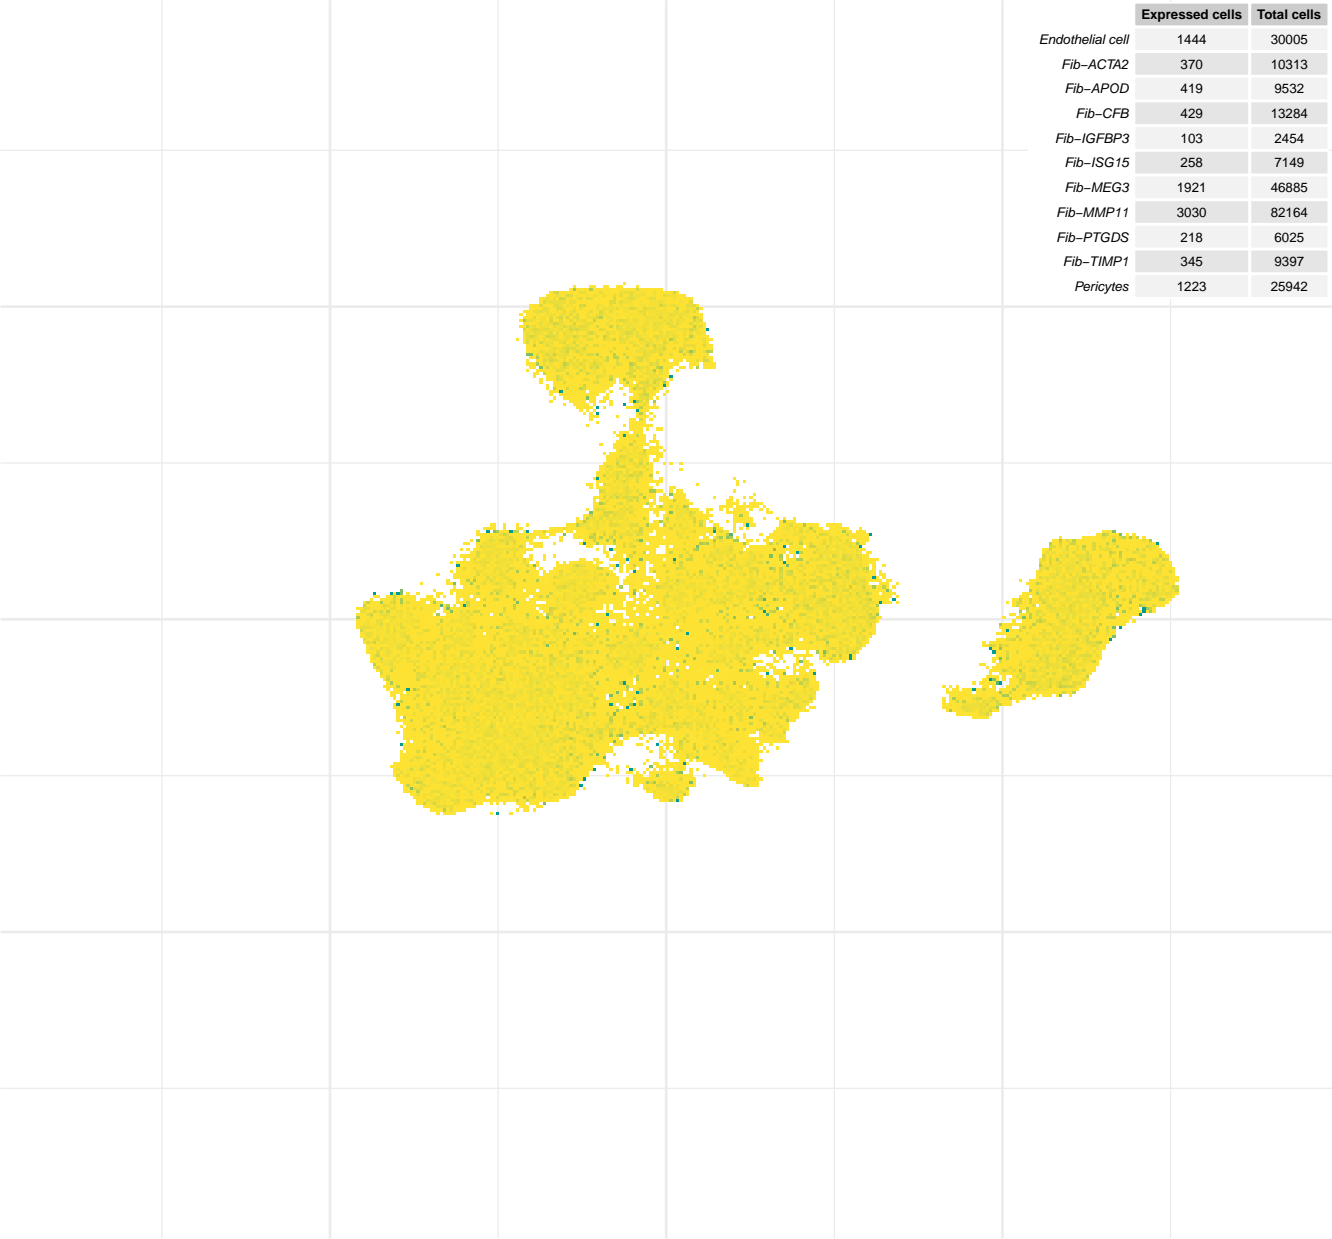 Expressed cells Total cells
Endothelial cell 1444 30005
Fib−ACTA2 370 10313
Fib−APOD 419 9532
Fib−CFB 429 13284
Fib−IGFBP3 103 2454
Fib−ISG15 258 7149
Fib−MEG3 1921 46885
Fib−MMP11 3030 82164
Fib−PTGDS 218 6025
Fib−TIMP1 345 9397
Pericytes 1223 25942